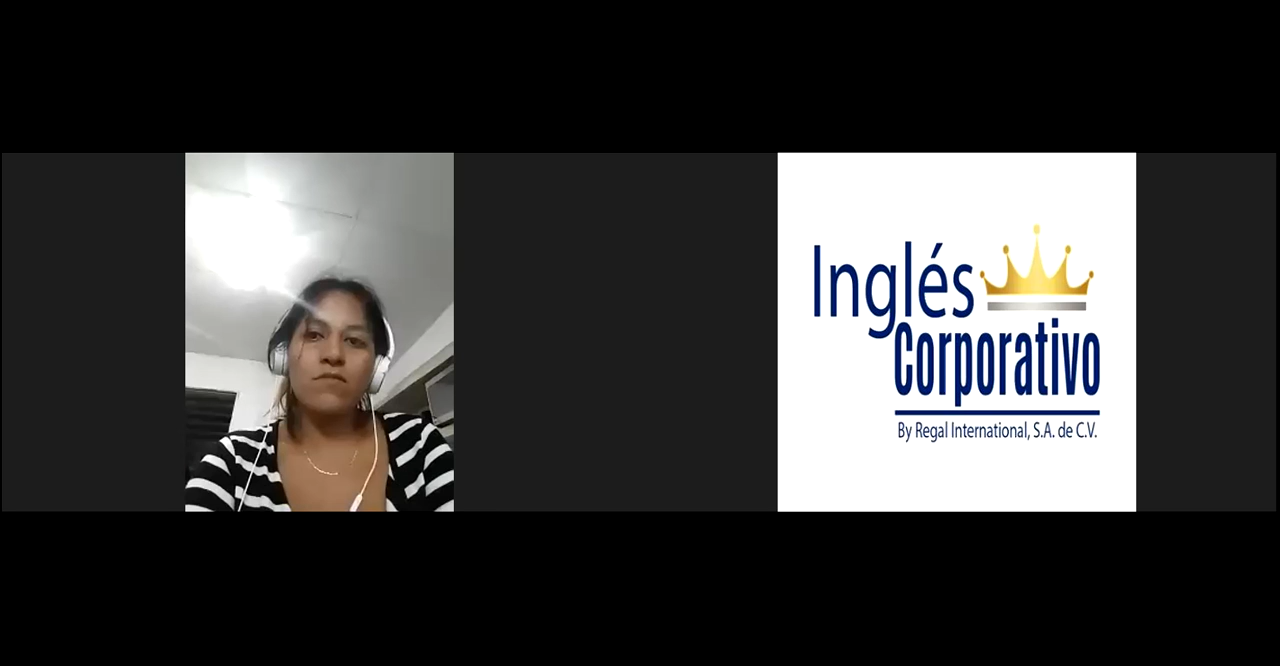 Inglés
Corporativo
By Regal International, S.A. de C.V.